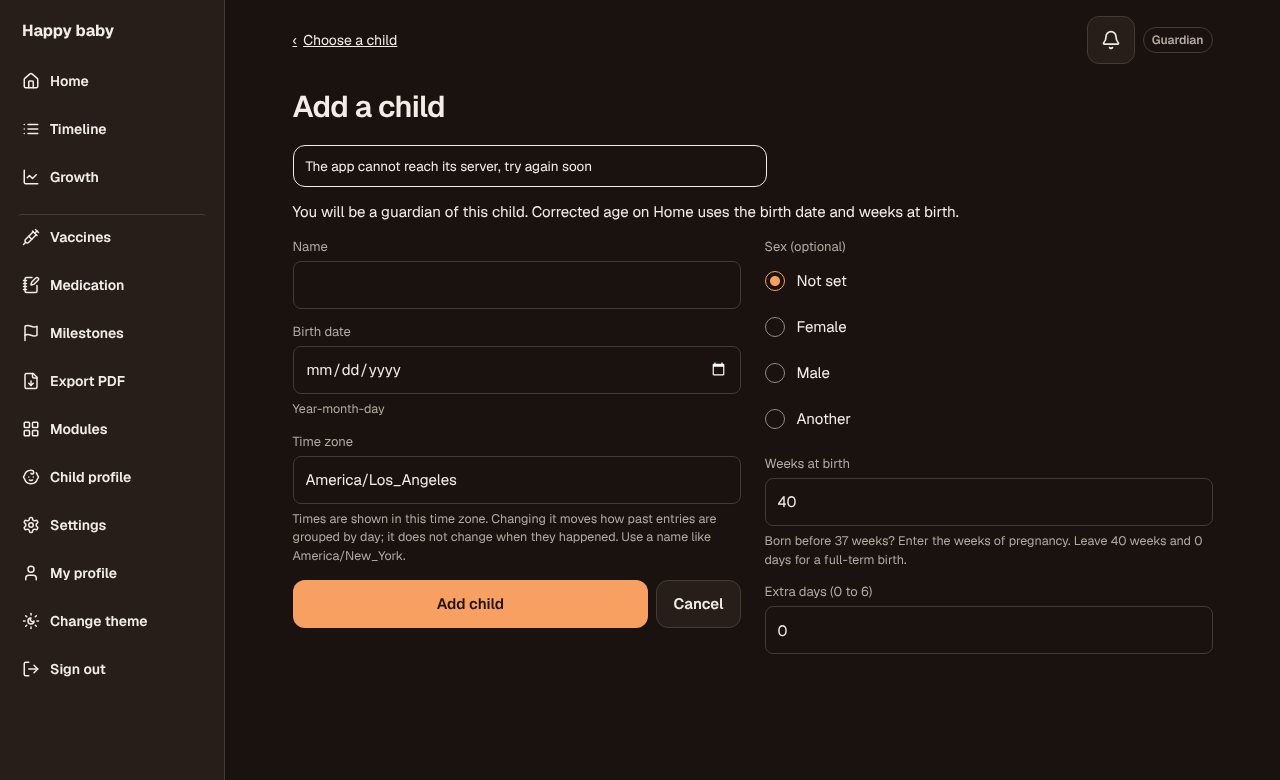 Happy baby
Home
Timeline
Growth
Vaccines
Medication
Milestones
Export PDF
Modules
Child profile
Settings
My profile
Change theme
Sign out
‹ Choose a child
Guardian
Add a child
The app cannot reach its server, try again soon
You will be a guardian of this child. Corrected age on Home uses the birth date and weeks at birth.
Name
Birth date
mm/dd/yyyy
Year-month-day
Time zone
America/Los_Angeles
Times are shown in this time zone. Changing it moves how past entries are
grouped by day; it does not change when they happened. Use a name like
America/New_York.
Add child
Cancel
Sex (optional)
Not set
Female
Male
Another
Weeks at birth
40
Born before 37 weeks? Enter the weeks of pregnancy. Leave 40 weeks and 0
days for a full-term birth.
Extra days (0 to 6)
0